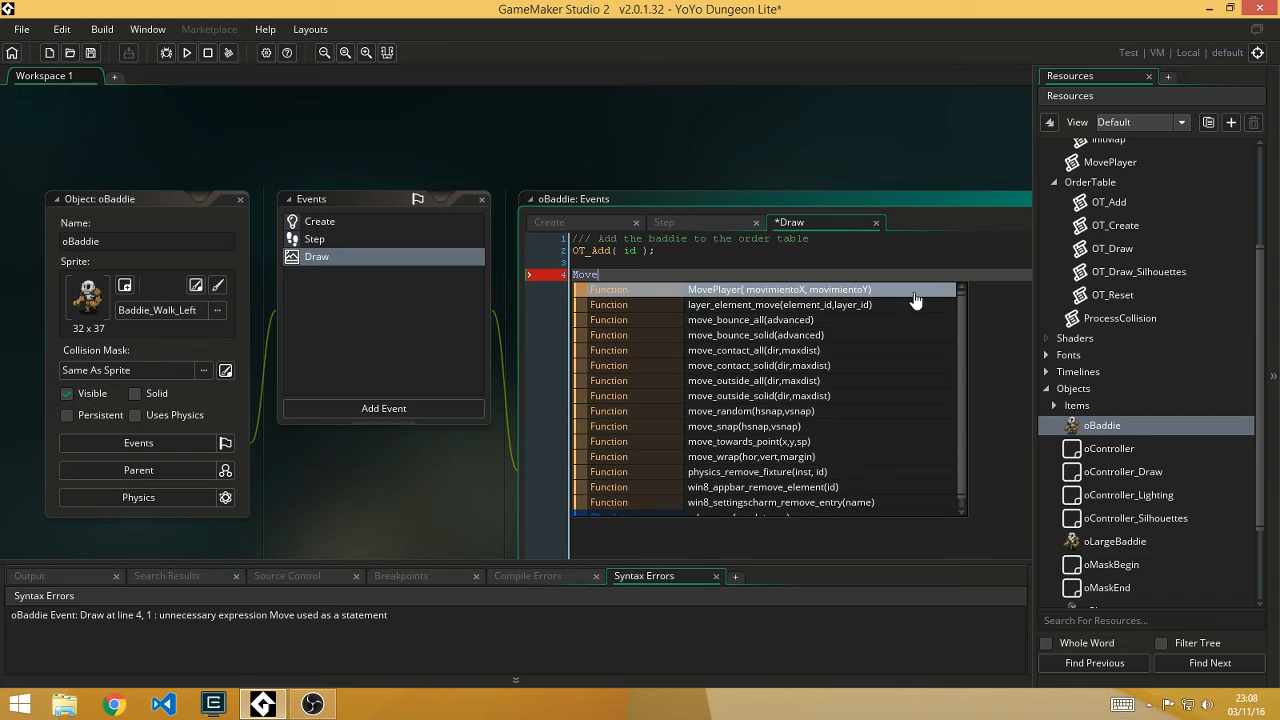 GameMaker Studio 2 v2.0.1.32 - YoYo Dungeon Lite*
File Edit Build Window Marketplace Help Layouts
Test | VM | Local | default
Workspace 1
Resources
Resources
View Default
InitMap
MovePlayer
OrderTable
OT_Add
OT_Create
OT_Draw
OT_Draw_Silhouettes
OT_Reset
ProcessCollision
Shaders
Fonts
Timelines
Objects
Items
oBaddie
oController
oController_Draw
oController_Lighting
oController_Silhouettes
oLargeBaddie
oMaskBegin
oMaskEnd
Search For Resources...
Whole Word Filter Tree
Find Previous Find Next
Object: oBaddie
Name:
oBaddie
Sprite:
Baddie_Walk_Left ...
32 x 37
Collision Mask:
Same As Sprite ...
Visible Solid
Persistent Uses Physics
Events
Parent
Physics
Events
Create
Step
Draw
Add Event
oBaddie: Events
Create Step *Draw
1 /// Add the baddie to the order table
2 OT_Add( id );
3
4 Move
Function MovePlayer( movimientoX, movimientoY)
Function layer_element_move(element_id,layer_id)
Function move_bounce_all(advanced)
Function move_bounce_solid(advanced)
Function move_contact_all(dir,maxdist)
Function move_contact_solid(dir,maxdist)
Function move_outside_all(dir,maxdist)
Function move_outside_solid(dir,maxdist)
Function move_random(hsnap,vsnap)
Function move_snap(hsnap,vsnap)
Function move_towards_point(x,y,sp)
Function move_wrap(hor,vert,margin)
Function physics_remove_fixture(inst, id)
Function win8_appbar_remove_element(id)
Function win8_settingscharm_remove_entry(name)
Output Search Results Source Control Breakpoints Compile Errors Syntax Errors
Syntax Errors
oBaddie Event: Draw at line 4, 1 : unnecessary expression Move used as a statement
23:08
03/11/16